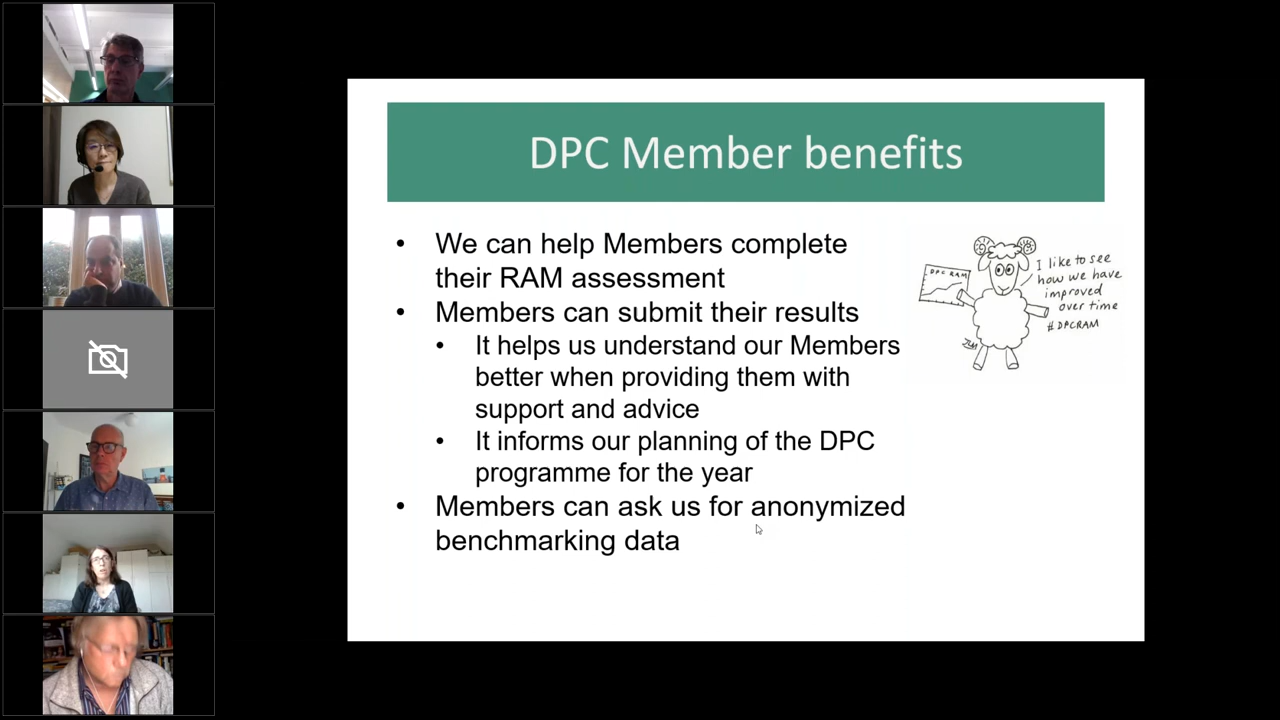 DPC Member benefits
• We can help Members complete
their RAM assessment
• Members can submit their results
• It helps us understand our Members
better when providing them with
support and advice
• It informs our planning of the DPC
programme for the year
• Members can ask us for anonymized
benchmarking data
DPC RAM
I like to see
how we have
improved
over time
#DPCRAM
JLM